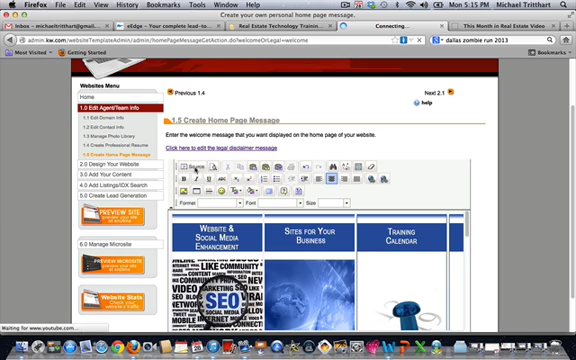 Firefox File Edit View History Bookmarks Tools Window Help
Mon 5:15 PM Michael Tritthart
Create your own personal home page message.
Inbox – michaeltritthart@gmail....
eEdge – Your complete lead-to...
Real Estate Technology Training...
Connecting...
This Month in Real Estate Video
admin.kw.com/websiteTemplateAdmin/admin/homePageMessageGetAction.do?welcomeOrLegal=welcome
dallas zombie run 2013
Most Visited
Getting Started
Bookmarks
Websites Menu
Home
1.0 Edit Agent/Team Info
1.1 Edit Domain Info
1.2 Edit Contact Info
1.3 Manage Photo Library
1.4 Create Professional Resume
1.5 Create Home Page Message
2.0 Design Your Website
3.0 Add Your Content
4.0 Add Listings/IDX Search
5.0 Create Lead Generation
PREVIEW SITE
6.0 Manage Microsite
PREVIEW MICROSITE
Website Stats
Previous 1.4
Next 2.1
help
1.5 Create Home Page Message
Enter the welcome message that you want displayed on the home page of your website.
Click here to edit the legal disclaimer message
Source
B I U ABC
Format
Font
Size
WEBSITE &
SOCIAL MEDIA
ENHANCEMENT
SITES FOR YOUR
BUSINESS
TRAINING
CALENDAR
INTERNET
WORD
LIKE COMMUNITY
MARKETING
SEO
Waiting for www.youtube.com...